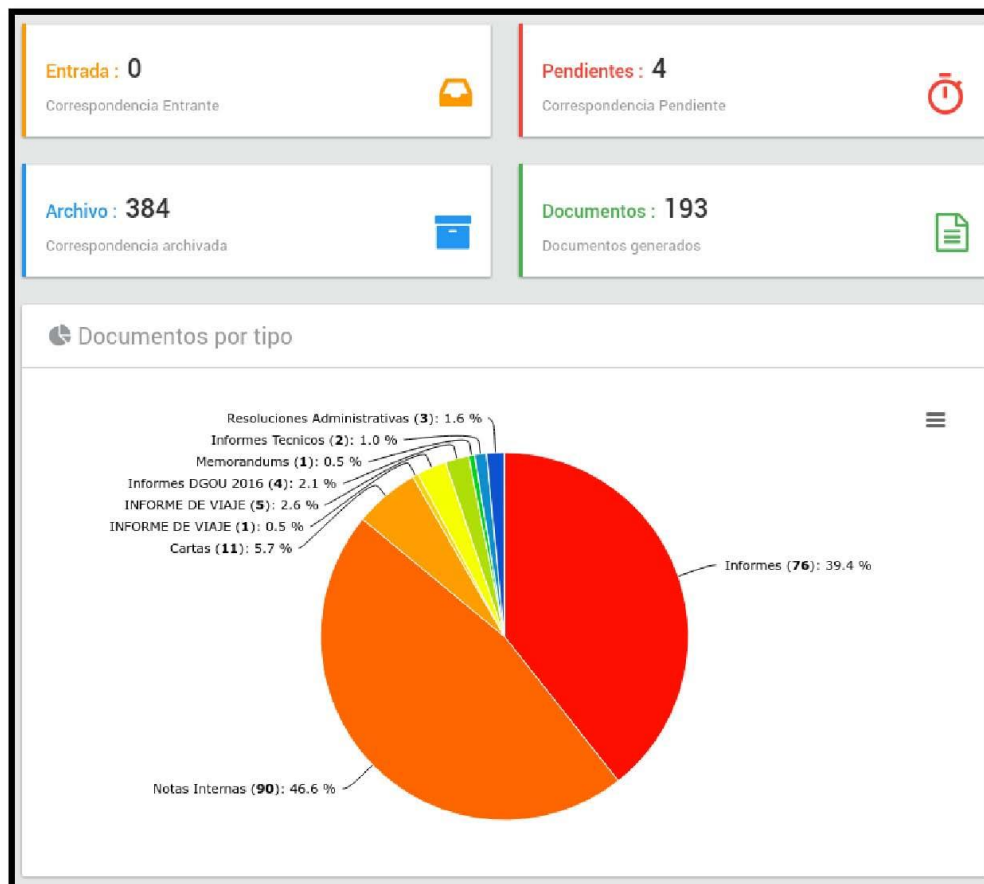 Entrada : 0
Correspondencia Entrante
Pendientes : 4
Correspondencia Pendiente
Archivo : 384
Correspondencia archivada
Documentos : 193
Documentos generados
Documentos por tipo
Resoluciones Administrativas (3): 1.6 %
Informes Tecnicos (2): 1.0 %
Memorandums (1): 0.5 %
Informes DGOU 2016 (4): 2.1 %
INFORME DE VIAJE (5): 2.6 %
INFORME DE VIAJE (1): 0.5 %
Cartas (11): 5.7 %
Informes (76): 39.4 %
Notas Internas (90): 46.6 %